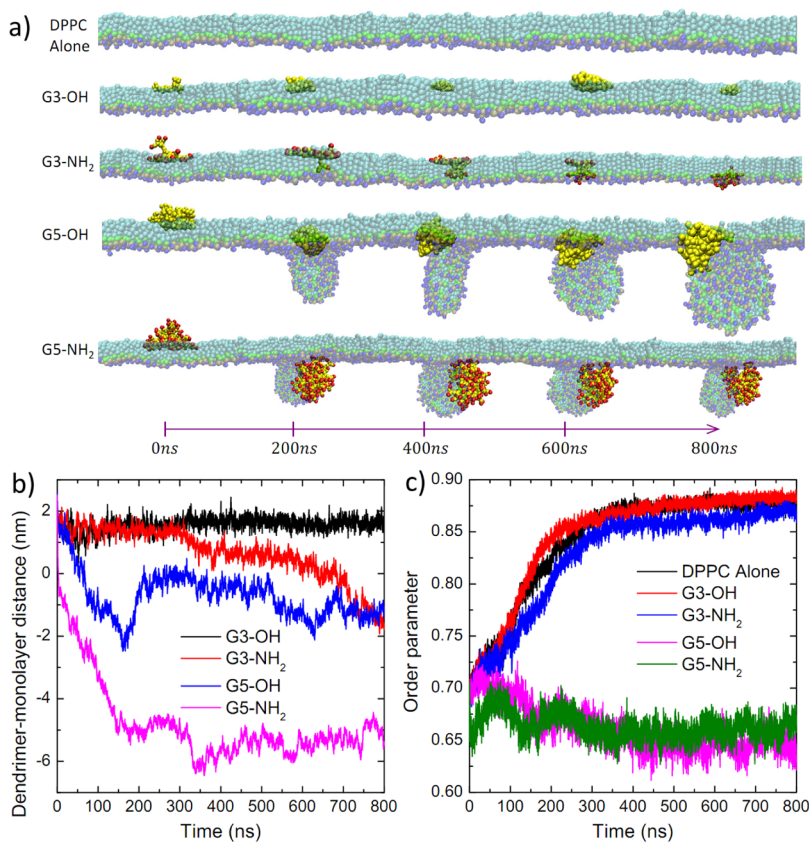 a)
DPPC
Alone
G3-OH
G3-NH₂
G5-OH
G5-NH₂
0ns 200ns 400ns 600ns 800ns
b)
Dendrimer-monolayer distance (nm)
2
0
-2
-4
-6
G3-OH
G3-NH₂
G5-OH
G5-NH₂
0 100 200 300 400 500 600 700 800
Time (ns)
c)
Order parameter
0.90
0.85
0.80
0.75
0.70
0.65
0.60
DPPC Alone
G3-OH
G3-NH₂
G5-OH
G5-NH₂
0 100 200 300 400 500 600 700 800
Time (ns)